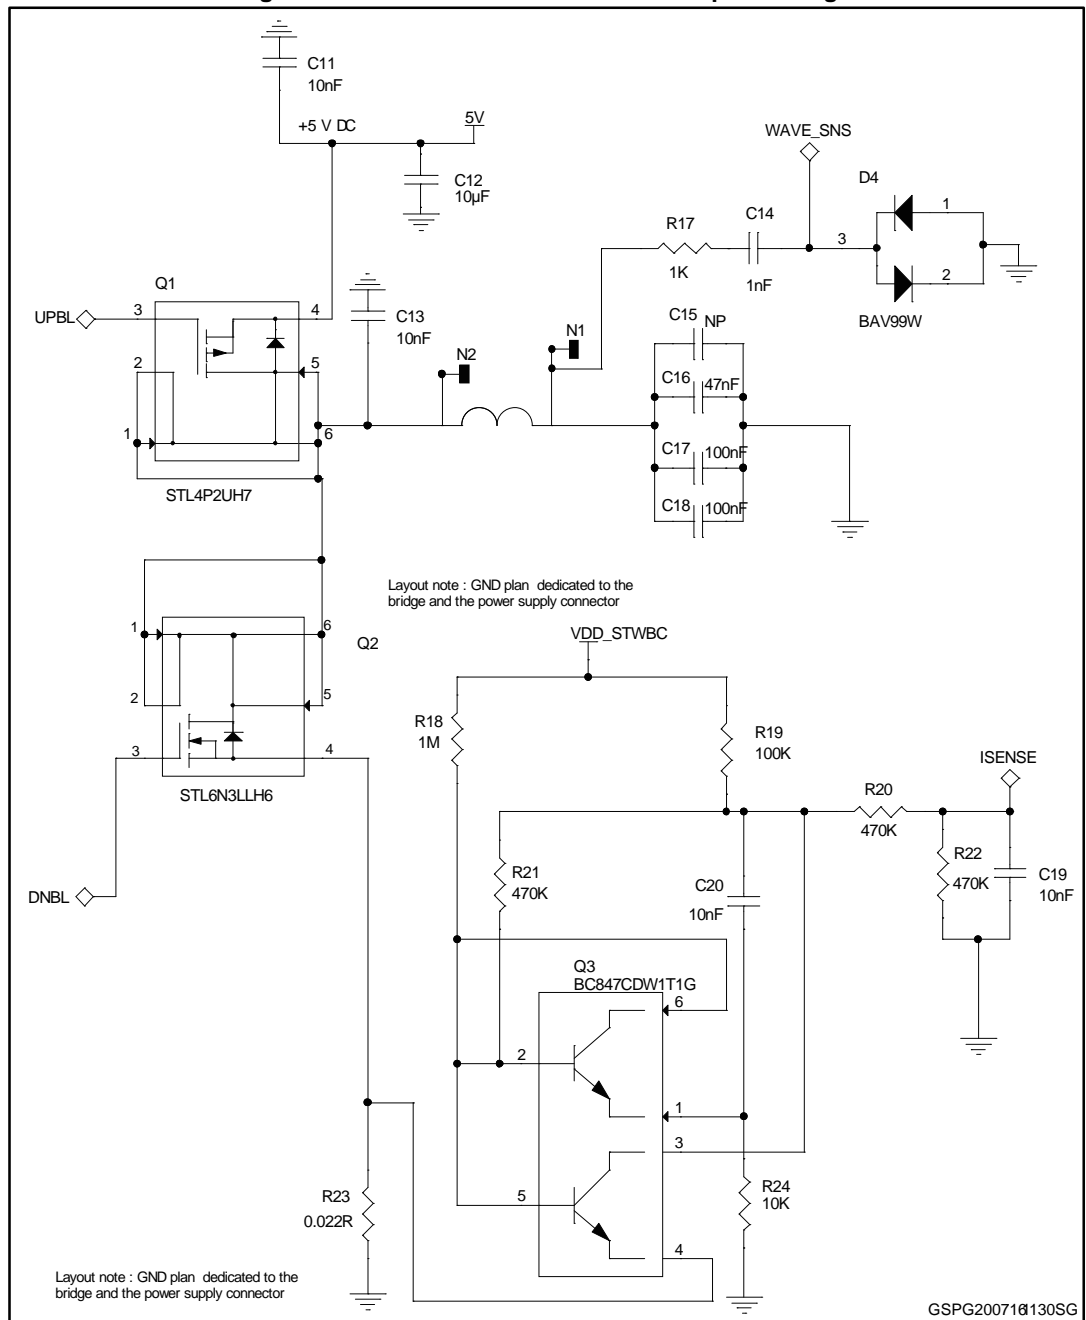 C11
10nF
+5 V DC
5V
C12
10µF
WAVE_SNS
D4
R17
1K
C14
1nF
3
1
2
BAV99W
Q1
UPBL
3
4
2
5
1
6
STL4P2UH7
C13
10nF
N2
N1
C15
NP
C16
47nF
C17
100nF
C18
100nF
Layout note : GND plan dedicated to the
bridge and the power supply connector
1
6
Q2
2
5
3
4
STL6N3LLH6
DNBL
VDD_STWBC
R18
1M
R19
100K
ISENSE
R20
470K
R21
470K
C20
10nF
R22
470K
C19
10nF
Q3
BC847CDW1T1G
6
2
1
3
5
4
R24
10K
R23
0.022R
Layout note : GND plan dedicated to the
bridge and the power supply connector